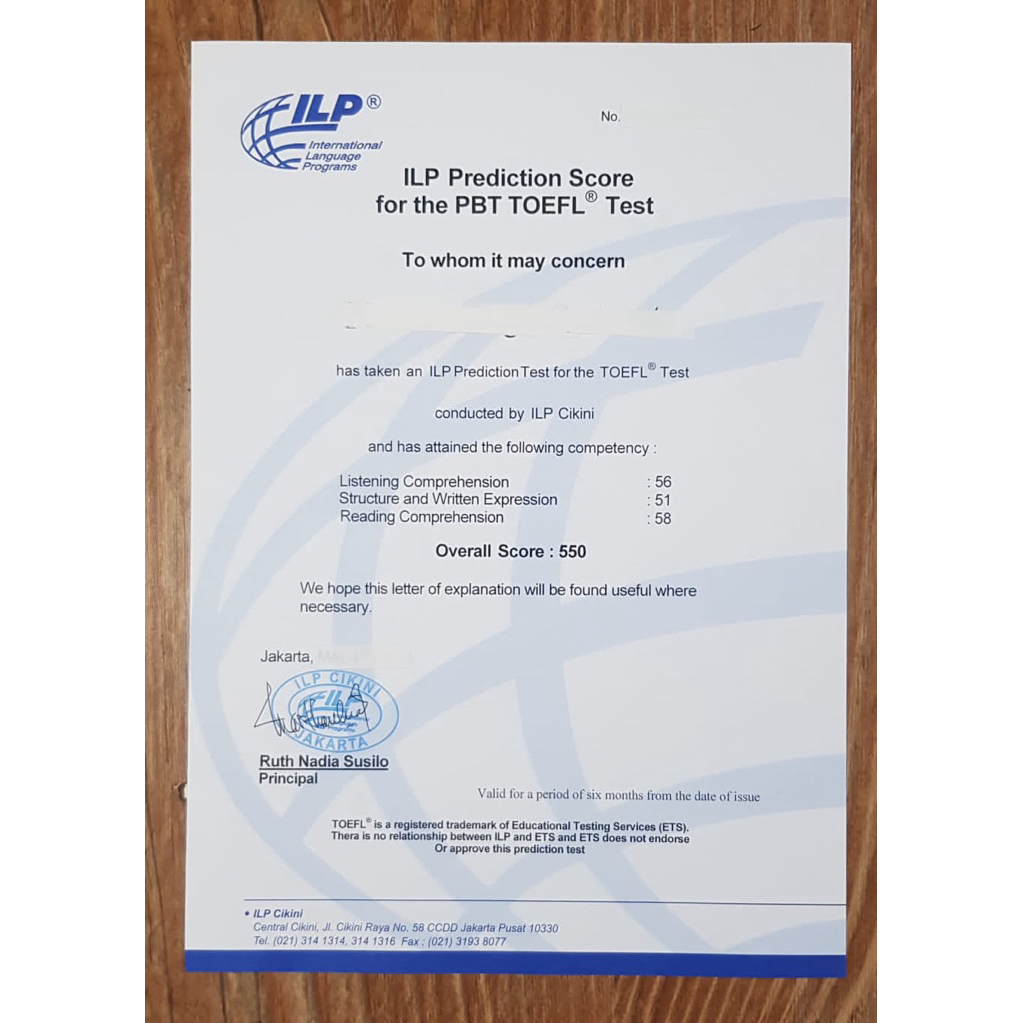 ILP®
International
Language
Programs
No.
ILP Prediction Score
for the PBT TOEFL® Test
To whom it may concern
has taken an ILP Prediction Test for the TOEFL® Test
conducted by ILP Cikini
and has attained the following competency :
Listening Comprehension : 56
Structure and Written Expression : 51
Reading Comprehension : 58
Overall Score : 550
We hope this letter of explanation will be found useful where
necessary.
Jakarta,
ILP CIKINI
ILP
JAKARTA
Ruth Nadia Susilo
Principal
Valid for a period of six months from the date of issue
TOEFL® is a registered trademark of Educational Testing Services (ETS).
Thera is no relationship between ILP and ETS and ETS does not endorse
Or approve this prediction test
• ILP Cikini
Central Cikini, Jl. Cikini Raya No. 58 CCDD Jakarta Pusat 10330
Tel. (021) 314 1314, 314 1316 Fax : (021) 3193 8077